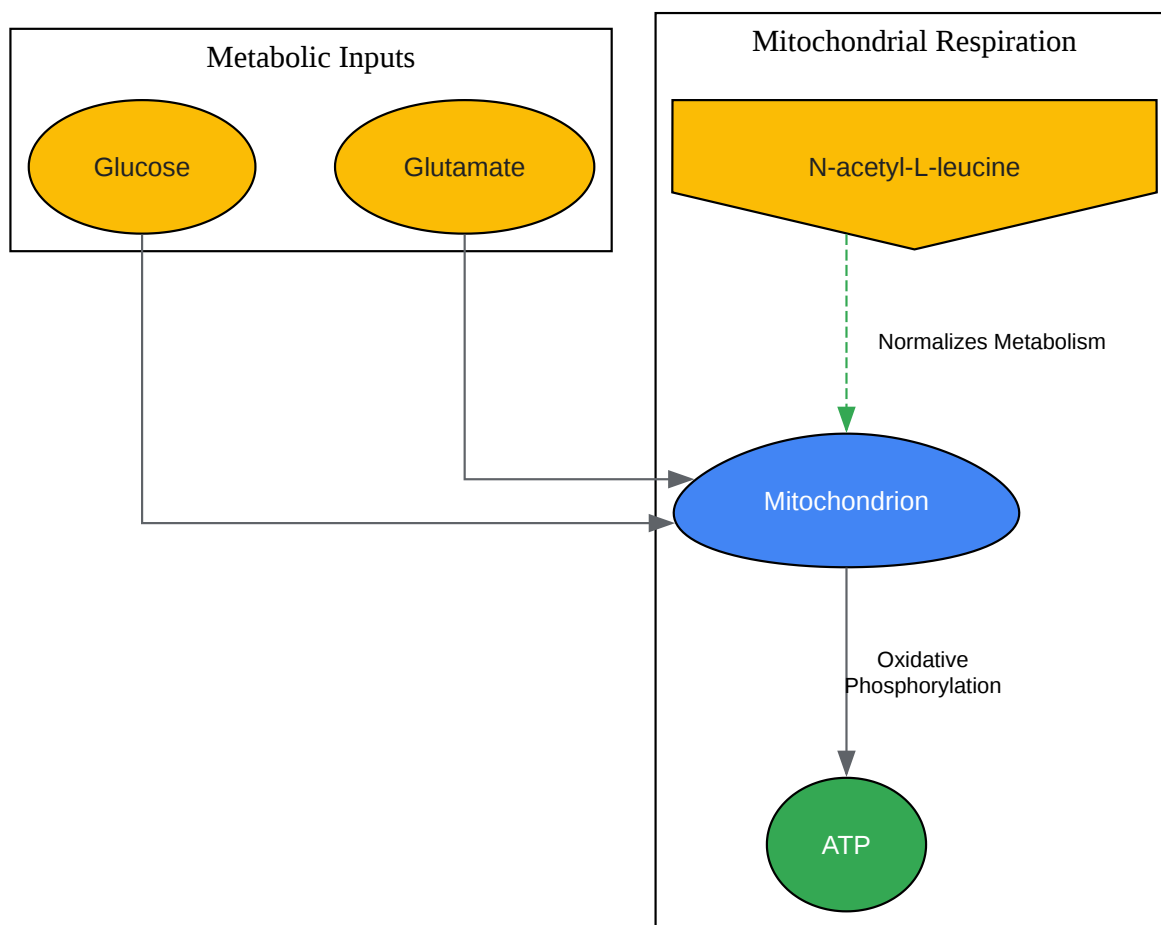 Metabolic Inputs
Glucose
Glutamate
Mitochondrial Respiration
N-acetyl-L-leucine
Normalizes Metabolism
Mitochondrion
Oxidative
Phosphorylation
ATP